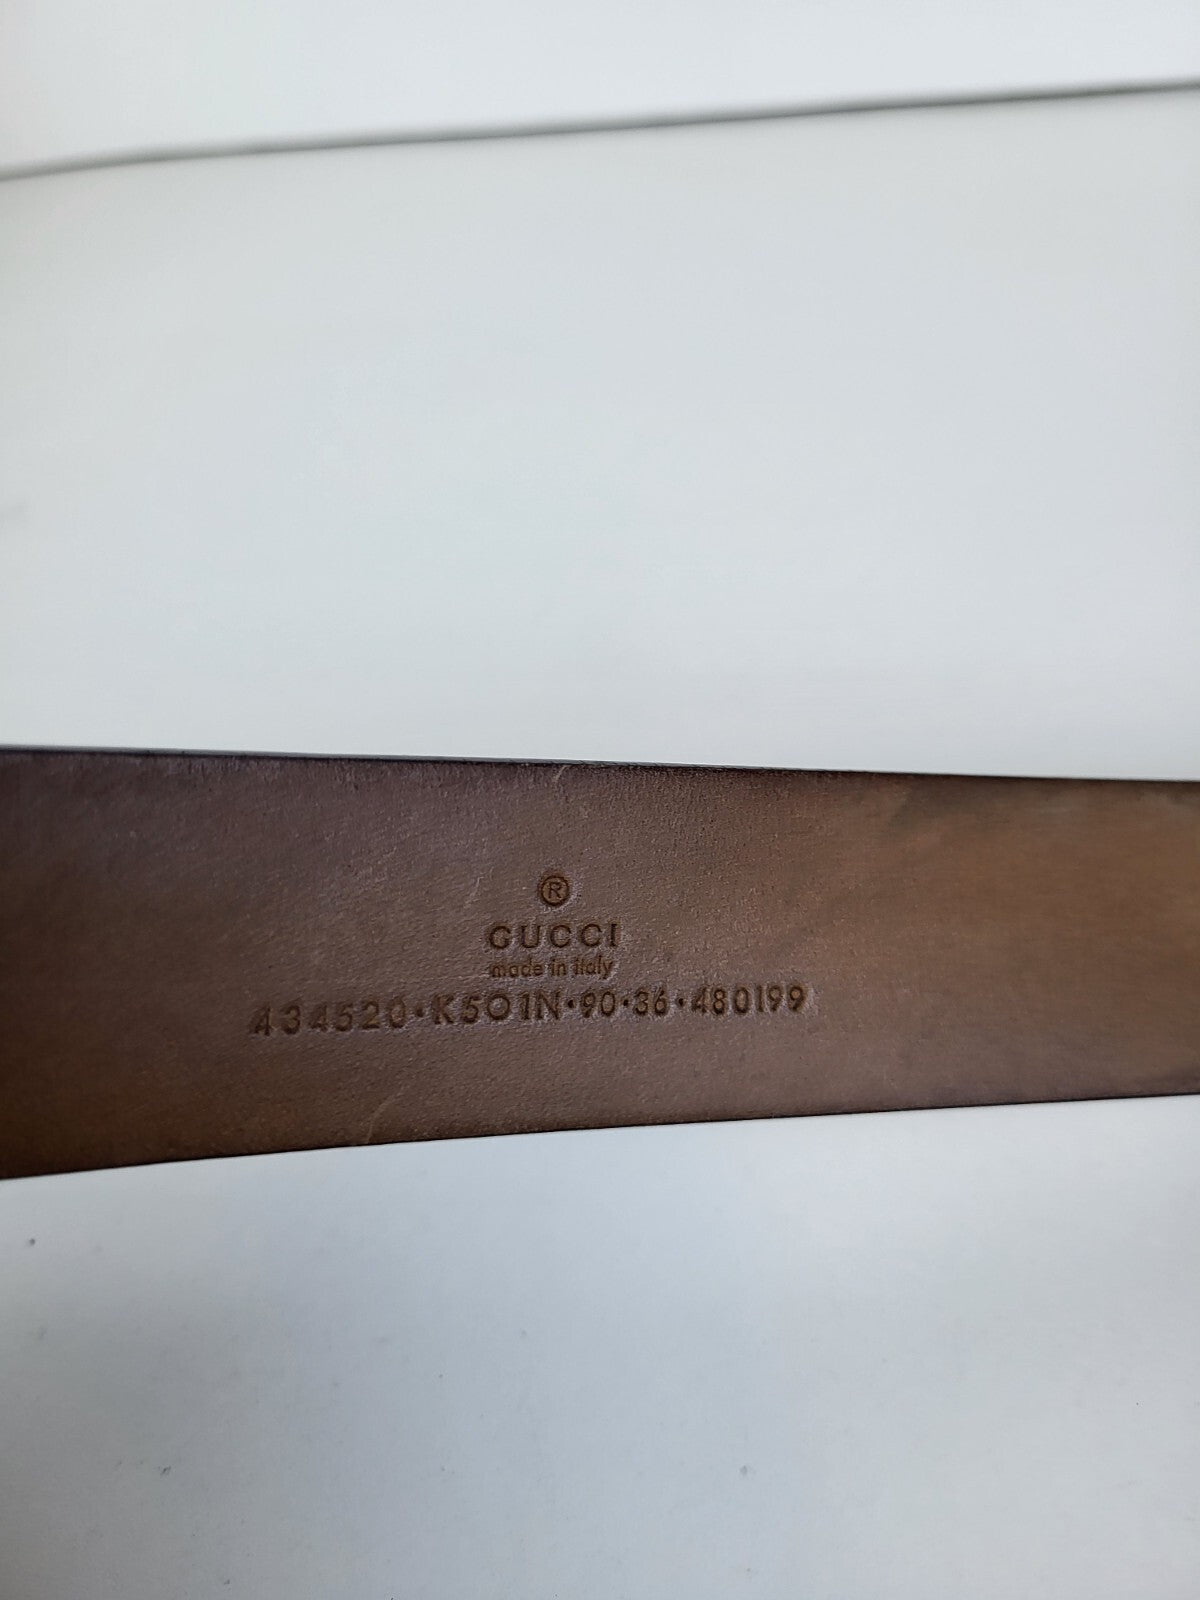 ®
GUCCI
made in italy
434520·K5O1N·90·36·480199